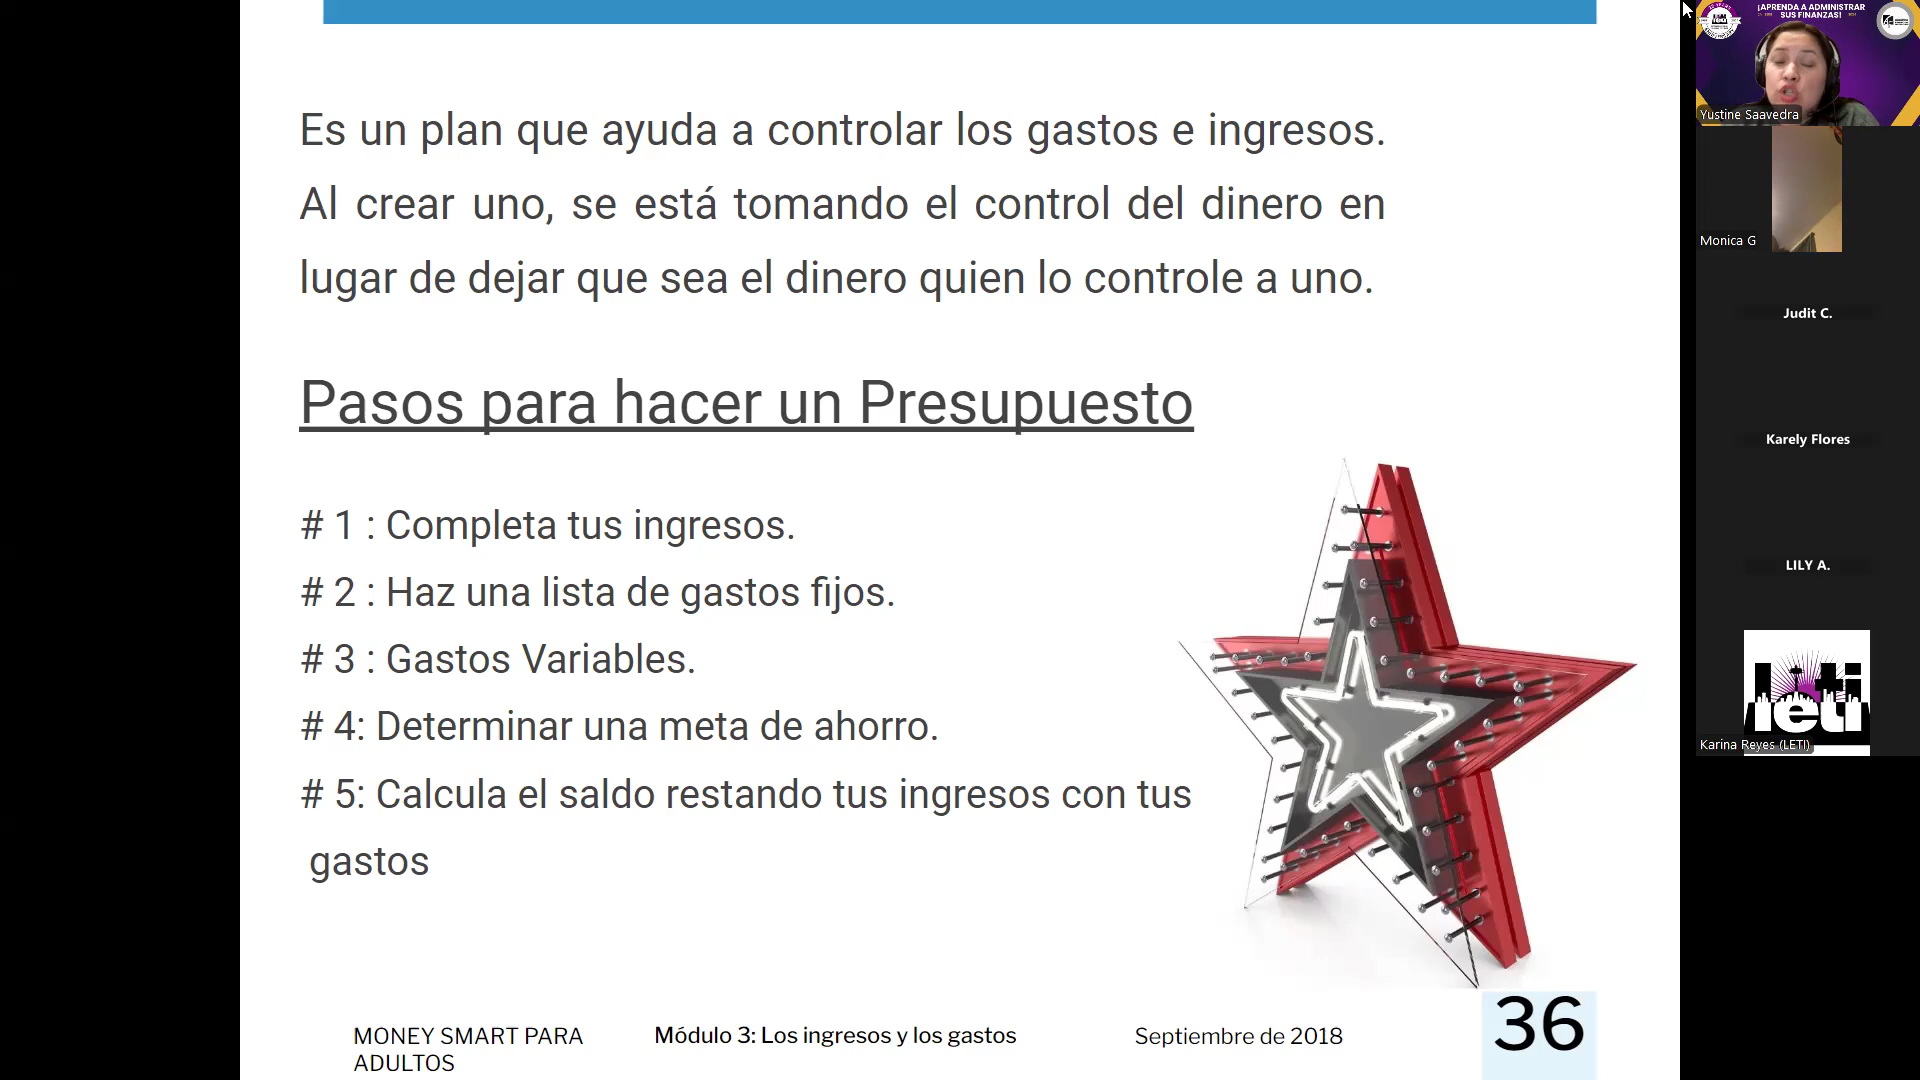 Es un plan que ayuda a controlar los gastos e ingresos.
Al crear uno, se está tomando el control del dinero en
lugar de dejar que sea el dinero quien lo controle a uno.
Pasos para hacer un Presupuesto
# 1 : Completa tus ingresos.
# 2 : Haz una lista de gastos fijos.
# 3 : Gastos Variables.
# 4: Determinar una meta de ahorro.
# 5: Calcula el saldo restando tus ingresos con tus
gastos
MONEY SMART PARA
ADULTOS
Módulo 3: Los ingresos y los gastos
Septiembre de 2018
36
¡APRENDA A ADMINISTRAR
SUS FINANZAS!
Yustine Saavedra
Monica G
Judit C.
Karely Flores
LILY A.
leti
leti
Karina Reyes (LETI)